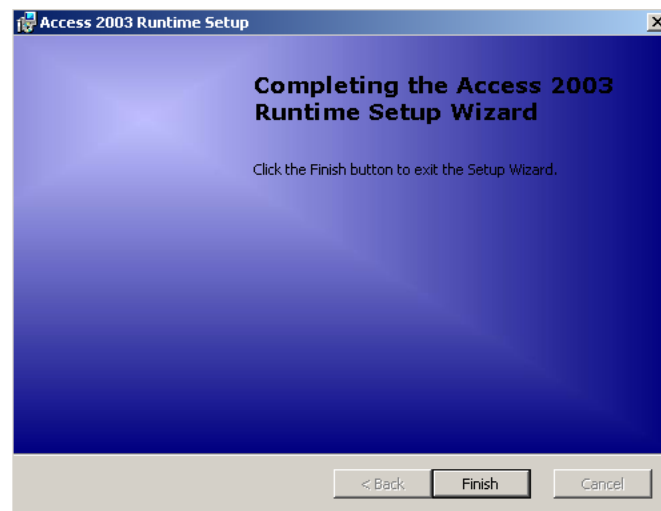 Access 2003 Runtime Setup
Completing the Access 2003
Runtime Setup Wizard
Click the Finish button to exit the Setup Wizard.
< Back
Finish
Cancel